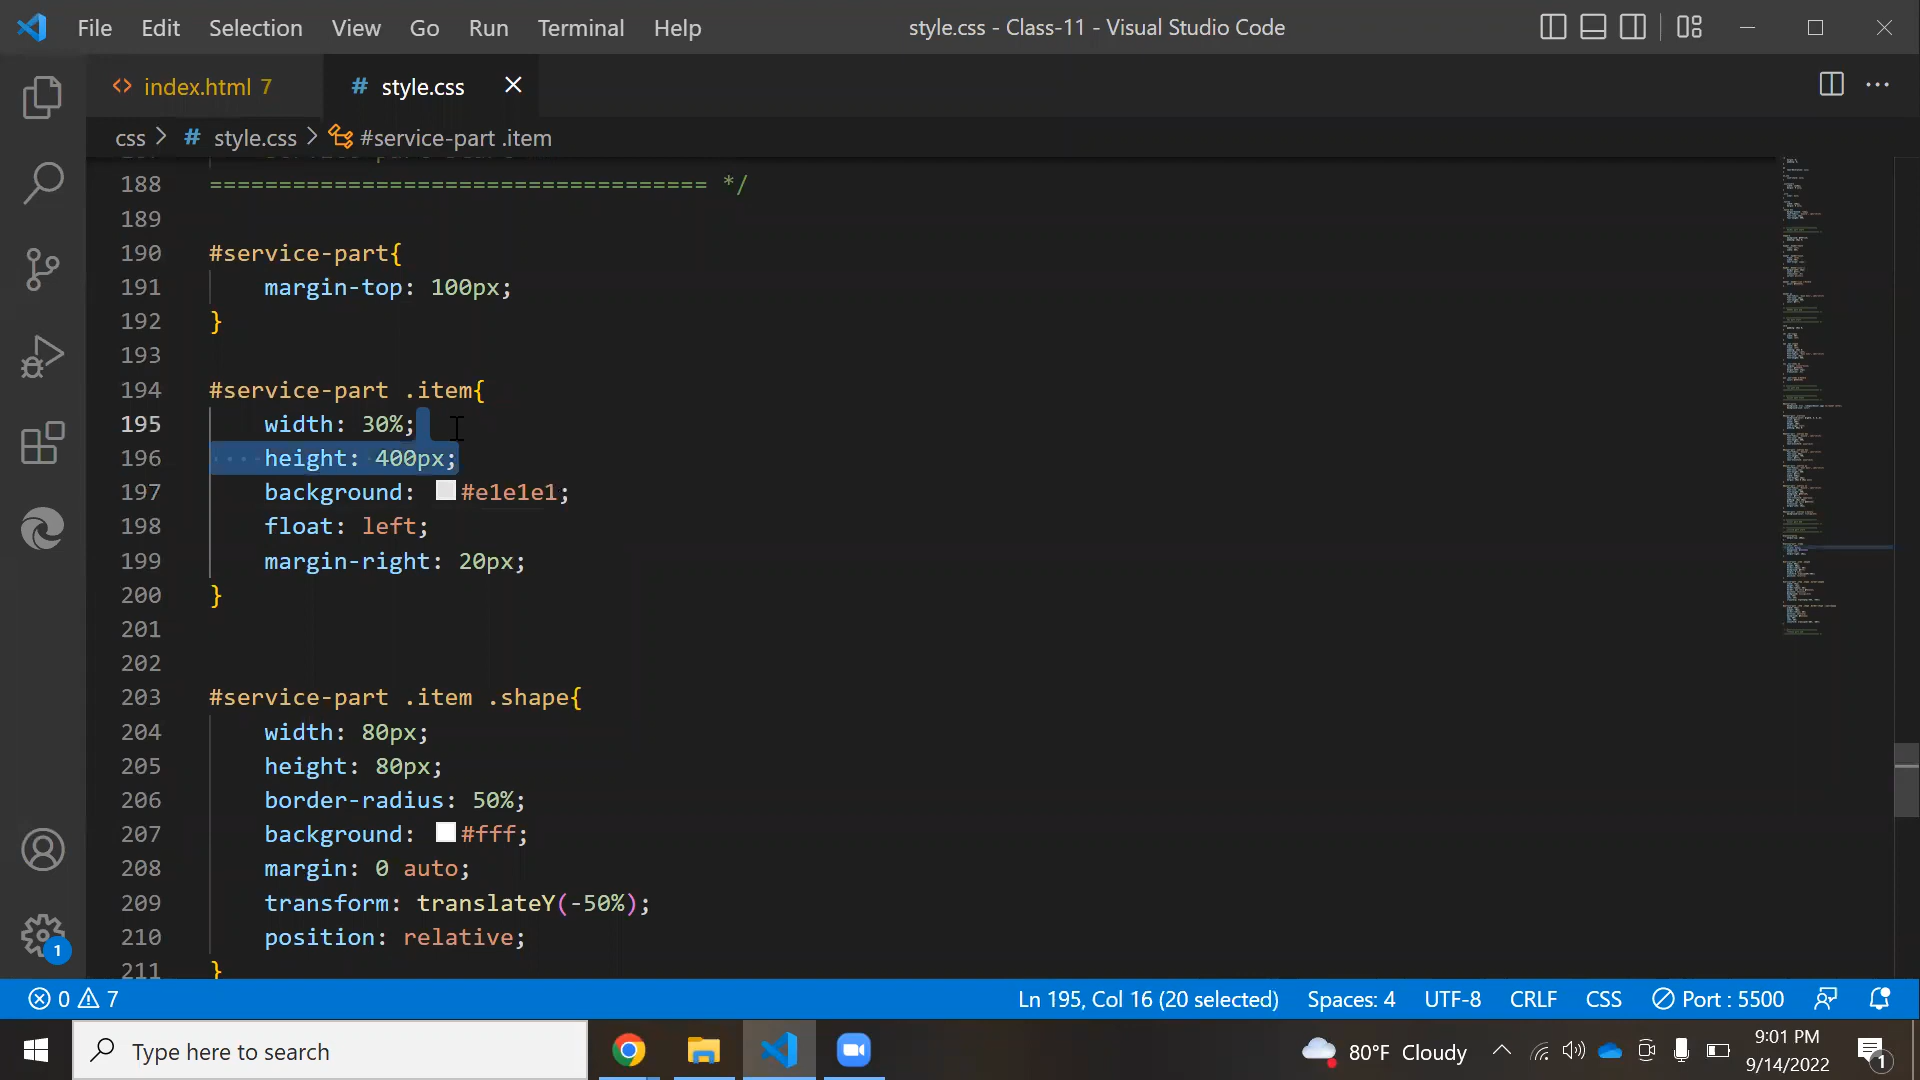 File Edit Selection View Go Run Terminal Help
style.css - Class-11 - Visual Studio Code
index.html 7
# style.css
css > # style.css > #service-part .item
188 ==================================== */
189
190 #service-part{
191 margin-top: 100px;
192 }
193
194 #service-part .item{
195 width: 30%;
196 ····height: ·400px;
197 background: #e1e1e1;
198 float: left;
199 margin-right: 20px;
200 }
201
202
203 #service-part .item .shape{
204 width: 80px;
205 height: 80px;
206 border-radius: 50%;
207 background: #fff;
208 margin: 0 auto;
209 transform: translateY(-50%);
210 position: relative;
211 }
1
0 7
Ln 195, Col 16 (20 selected) Spaces: 4 UTF-8 CRLF CSS Port : 5500
Type here to search
80°F Cloudy
9:01 PM
9/14/2022
1